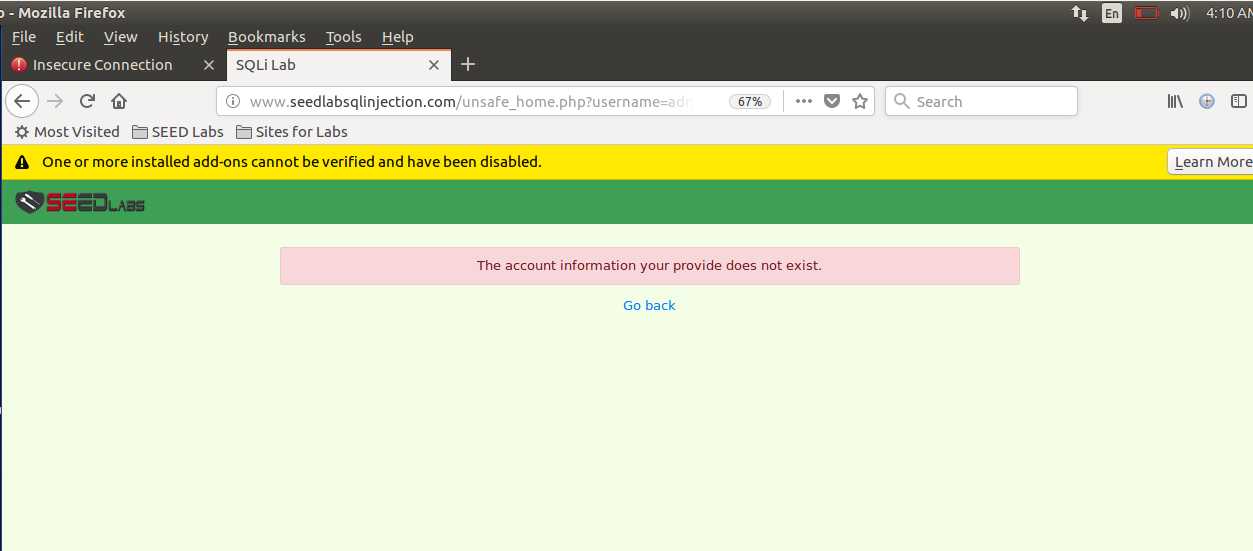 o - Mozilla Firefox
En
4:10 AM
File Edit View History Bookmarks Tools Help
Insecure Connection
SQLi Lab
www.seedlabsqlinjection.com/unsafe_home.php?username=adm
67%
Search
Most Visited SEED Labs Sites for Labs
One or more installed add-ons cannot be verified and have been disabled.
Learn More
SEEDLABS
The account information your provide does not exist.
Go back